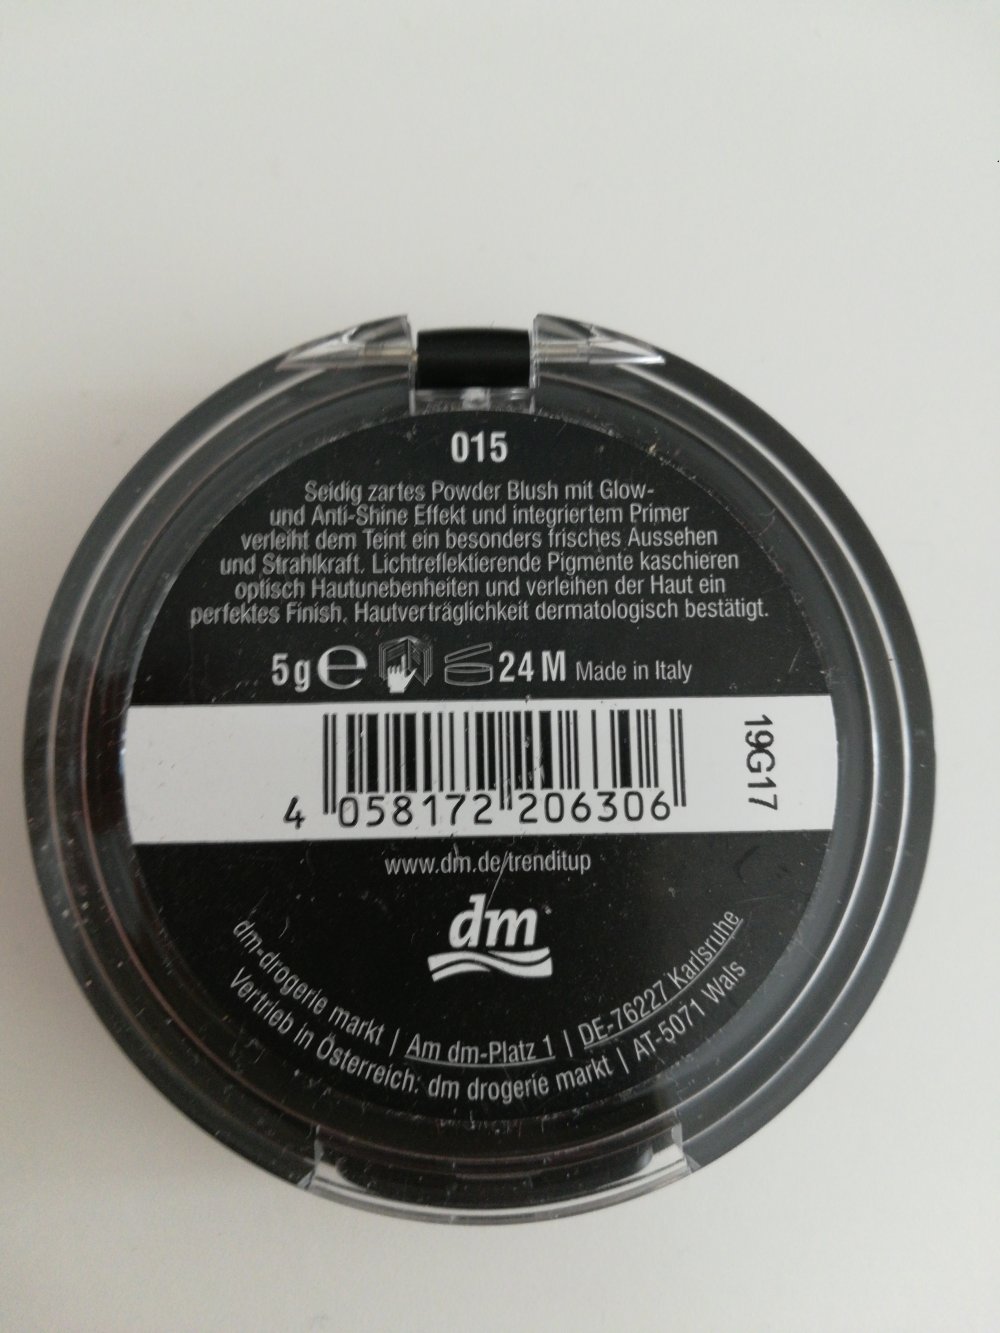 015
Seidig zartes Powder Blush mit Glow-
und Anti-Shine Effekt und integriertem Primer
verleiht dem Teint ein besonders frisches Aussehen
und Strahlkraft. Lichtreflektierende Pigmente kaschieren
optisch Hautunebenheiten und verleihen der Haut ein
perfektes Finish. Hautverträglichkeit dermatologisch bestätigt.
5 g e 24 M Made in Italy
4 058172 206306
19G17
www.dm.de/trenditup
dm
dm-drogerie markt | Am dm-Platz 1 | DE-76227 Karlsruhe
Vertrieb in Österreich: dm drogerie markt | AT-5071 Wals